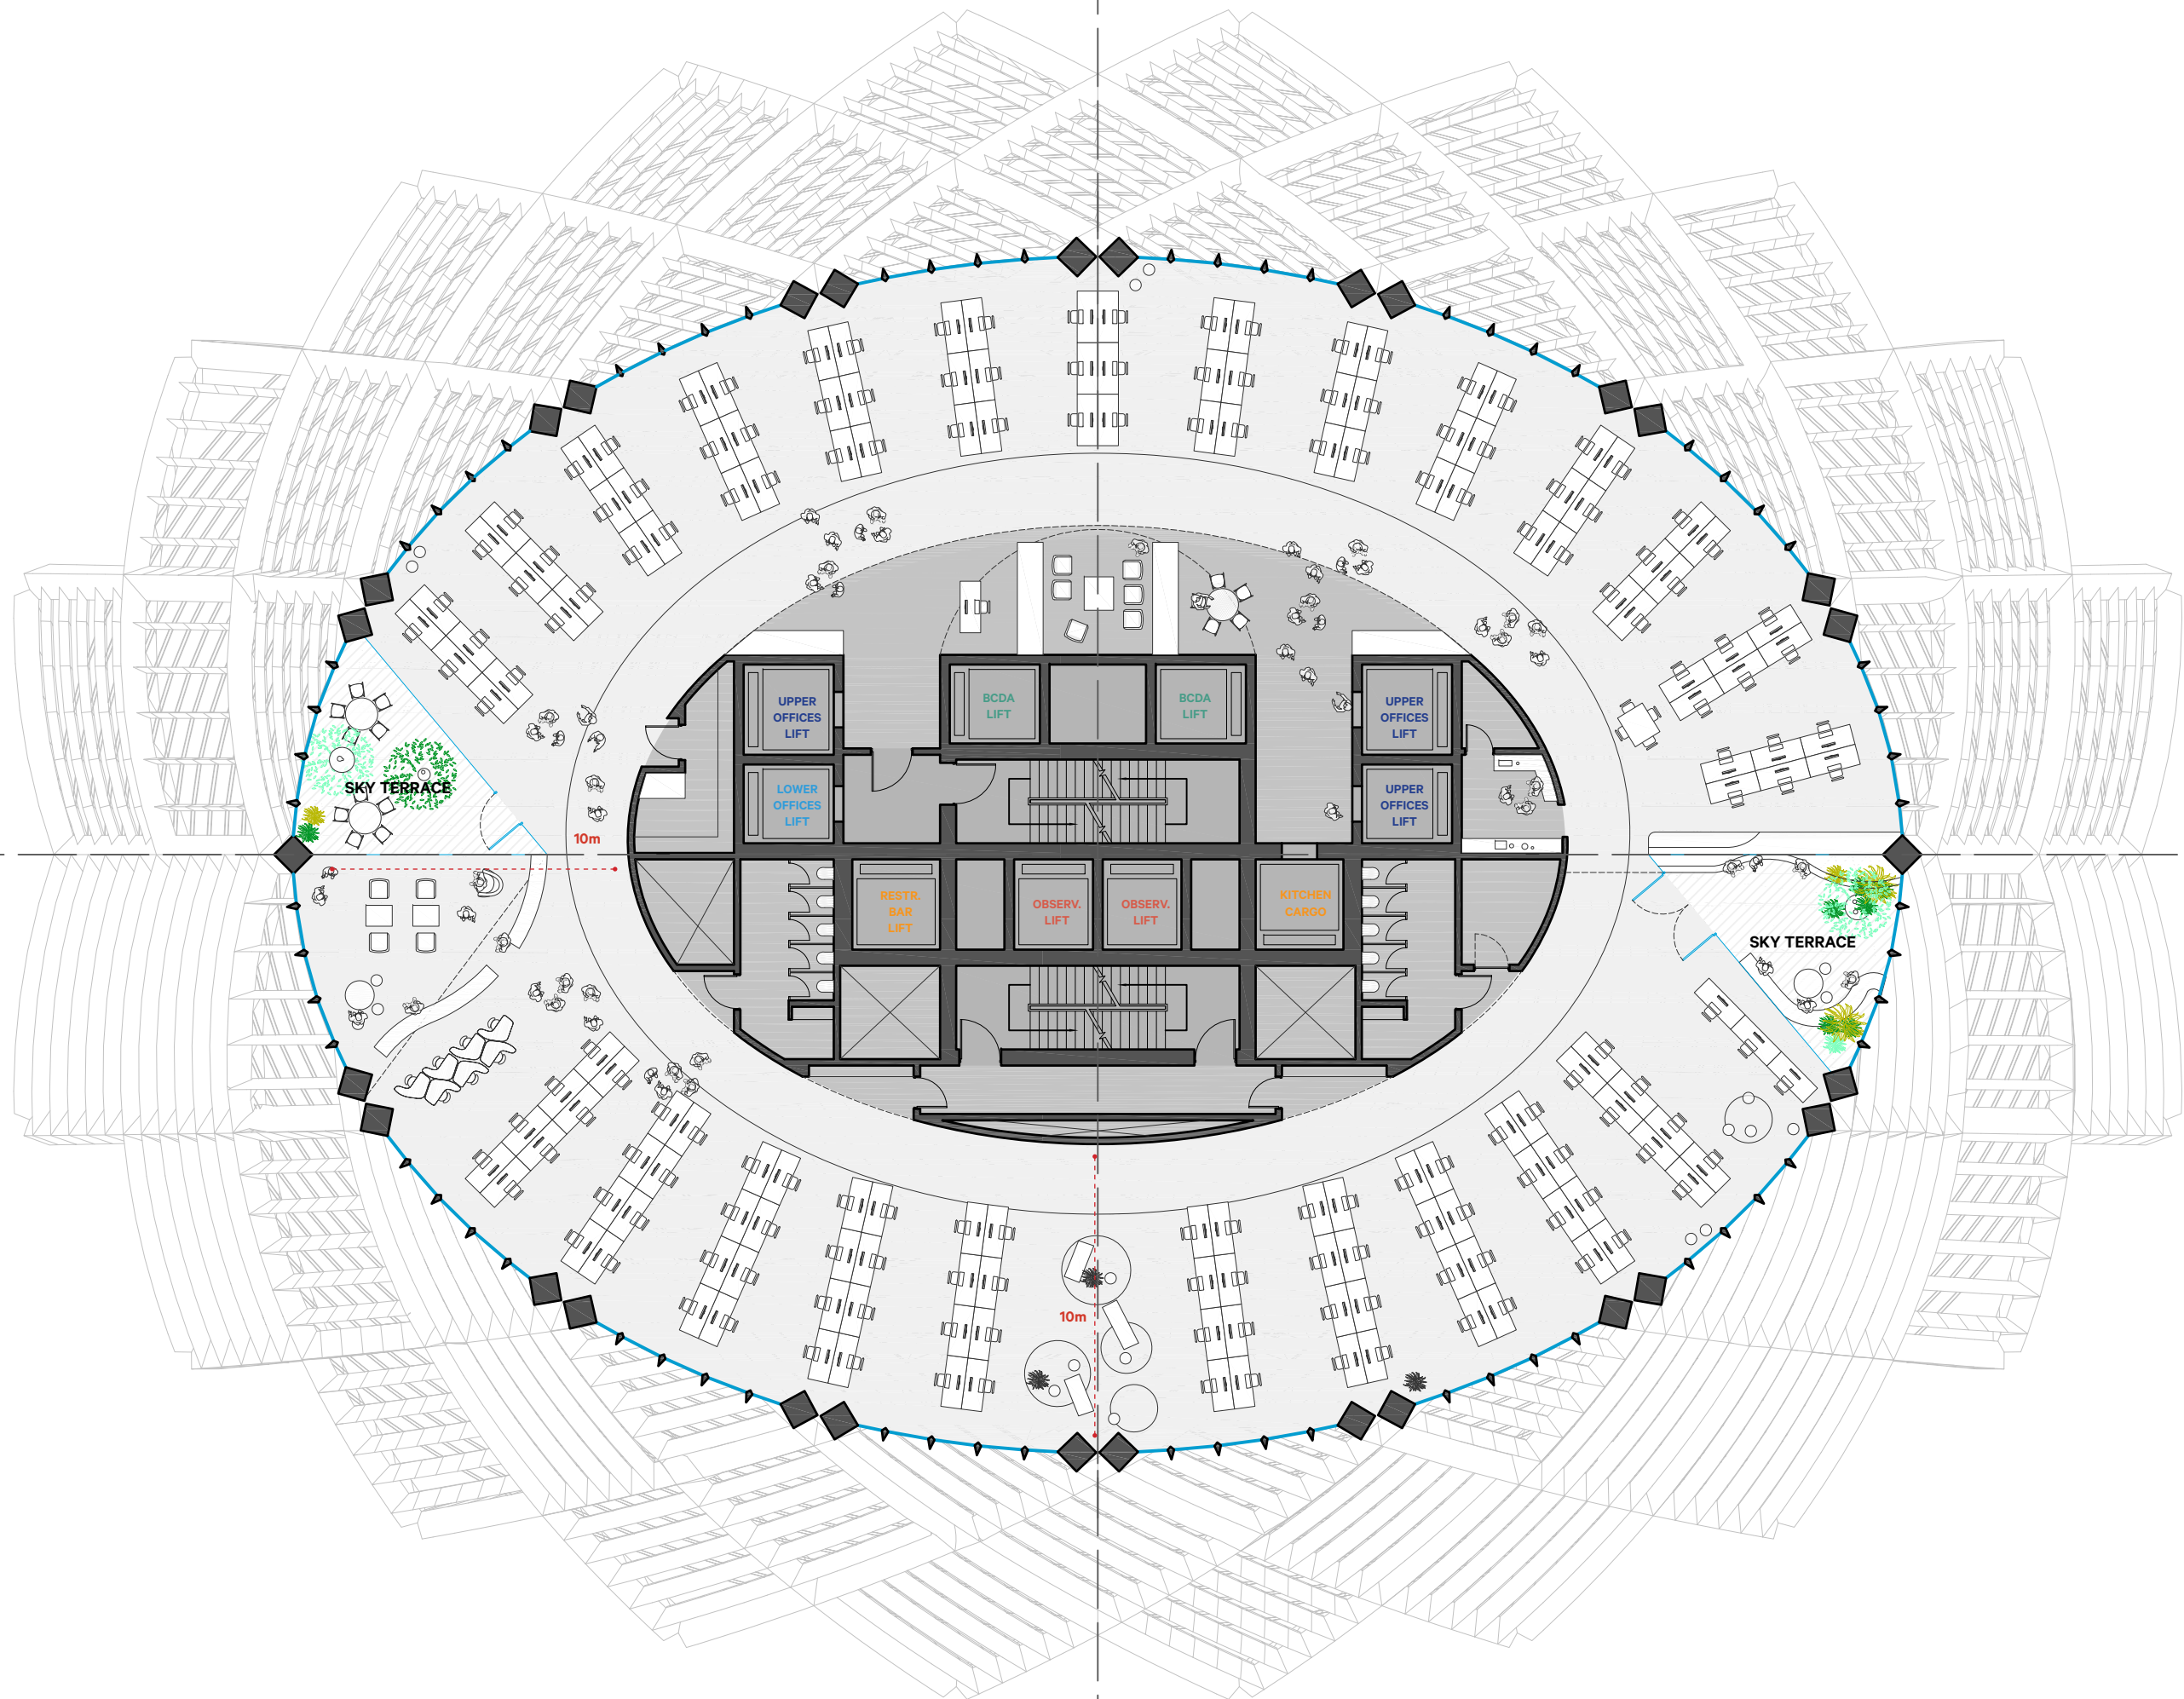 UPPER
OFFICES
LIFT
BCDA
LIFT
BCDA
LIFT
UPPER
OFFICES
LIFT
SKY TERRACE
LOWER
OFFICES
LIFT
UPPER
OFFICES
LIFT
10m
RESTR.
BAR
LIFT
OBSERV.
LIFT
OBSERV.
LIFT
KITCHEN
CARGO
SKY TERRACE
10m